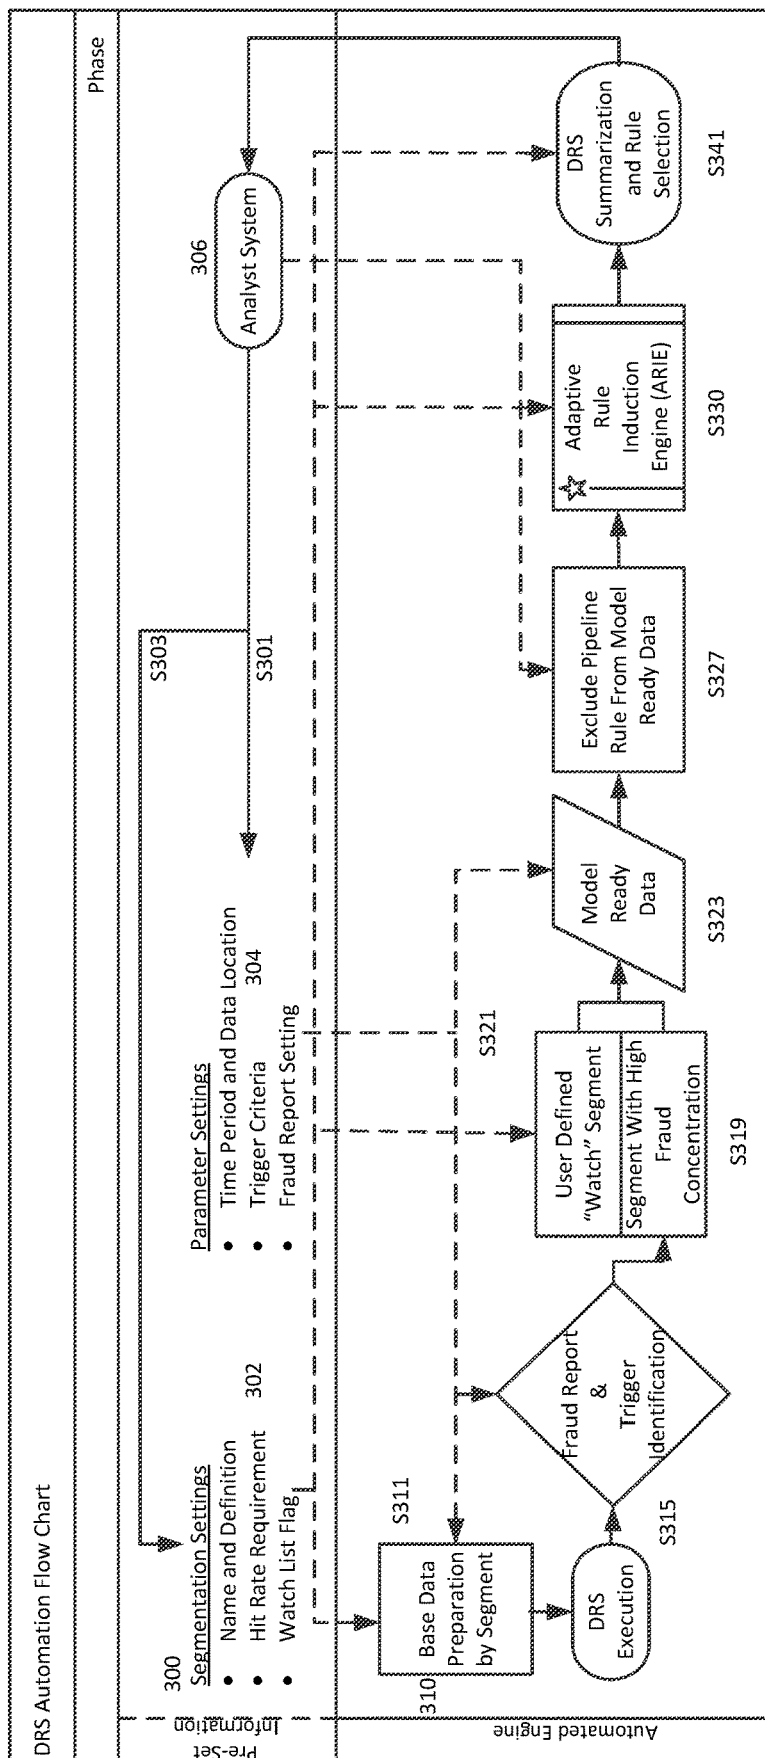 DRS Automation Flow Chart
Phase
Pre-Set
Information
300
Segmentation Settings
• Name and Definition
• Hit Rate Requirement
302
• Watch List Flag
Parameter Settings
• Time Period and Data Location
• Trigger Criteria
304
• Fraud Report Setting
S303
S301
306
Analyst System
Automated Engine
310
Base Data
Preparation
by Segment
S311
DRS
Execution
S315
Fraud Report
&
Trigger
Identification
User Defined
"Watch" Segment
Segment With High
Fraud
Concentration
S319
S321
Model
Ready
Data
S323
Exclude Pipeline
Rule From Model
Ready Data
S327
Adaptive
Rule
Induction
Engine (ARIE)
S330
DRS
Summarization
and Rule
Selection
S341